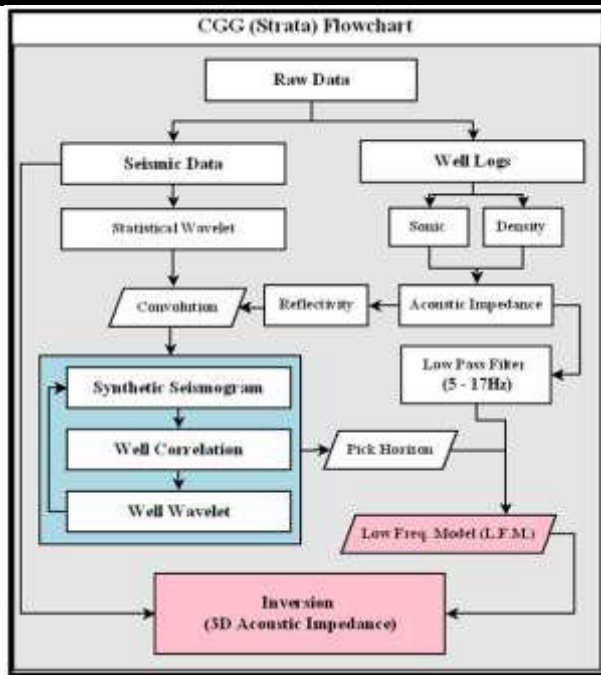 CGG (Strata) Flowchart
Raw Data
Seismic Data
Well Logs
Statistical Wavelet
Sonic
Density
Convolution
Reflectivity
Acoustic Impedance
Low Pass Filter
(5 - 17Hz)
Synthetic Seismogram
Well Correlation
Well Wavelet
Pick Horizon
Low Freq. Model (L.F.M.)
Inversion
(3D Acoustic Impedance)